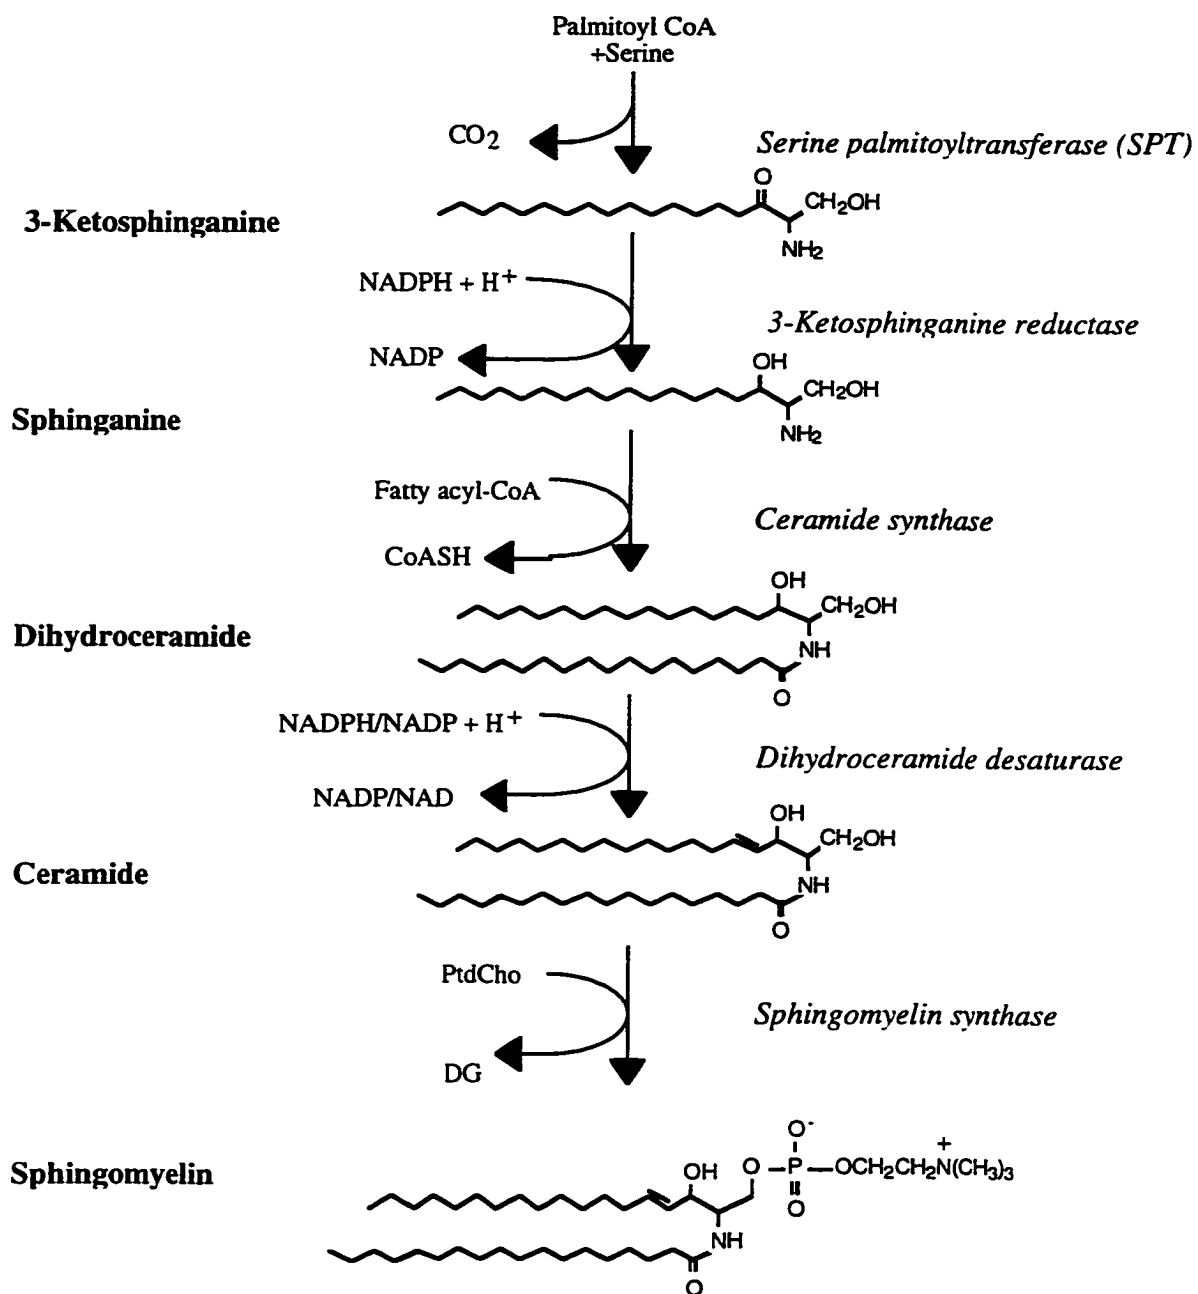 Palmitoyl CoA
+Serine
CO2
Serine palmitoyltransferase (SPT)
O
CH2OH
3-Ketosphinganine
NH2
NADPH + H+
3-Ketosphinganine reductase
NADP
OH
CH2OH
Sphinganine
NH2
Fatty acyl-CoA
Ceramide synthase
CoASH
OH
CH2OH
Dihydroceramide
NH
O
NADPH/NADP + H+
Dihydroceramide desaturase
NADP/NAD
OH
CH2OH
Ceramide
NH
O
PtdCho
Sphingomyelin synthase
DG
O-
+
Sphingomyelin
OH O P OCH2CH2N(CH3)3
O
NH
O